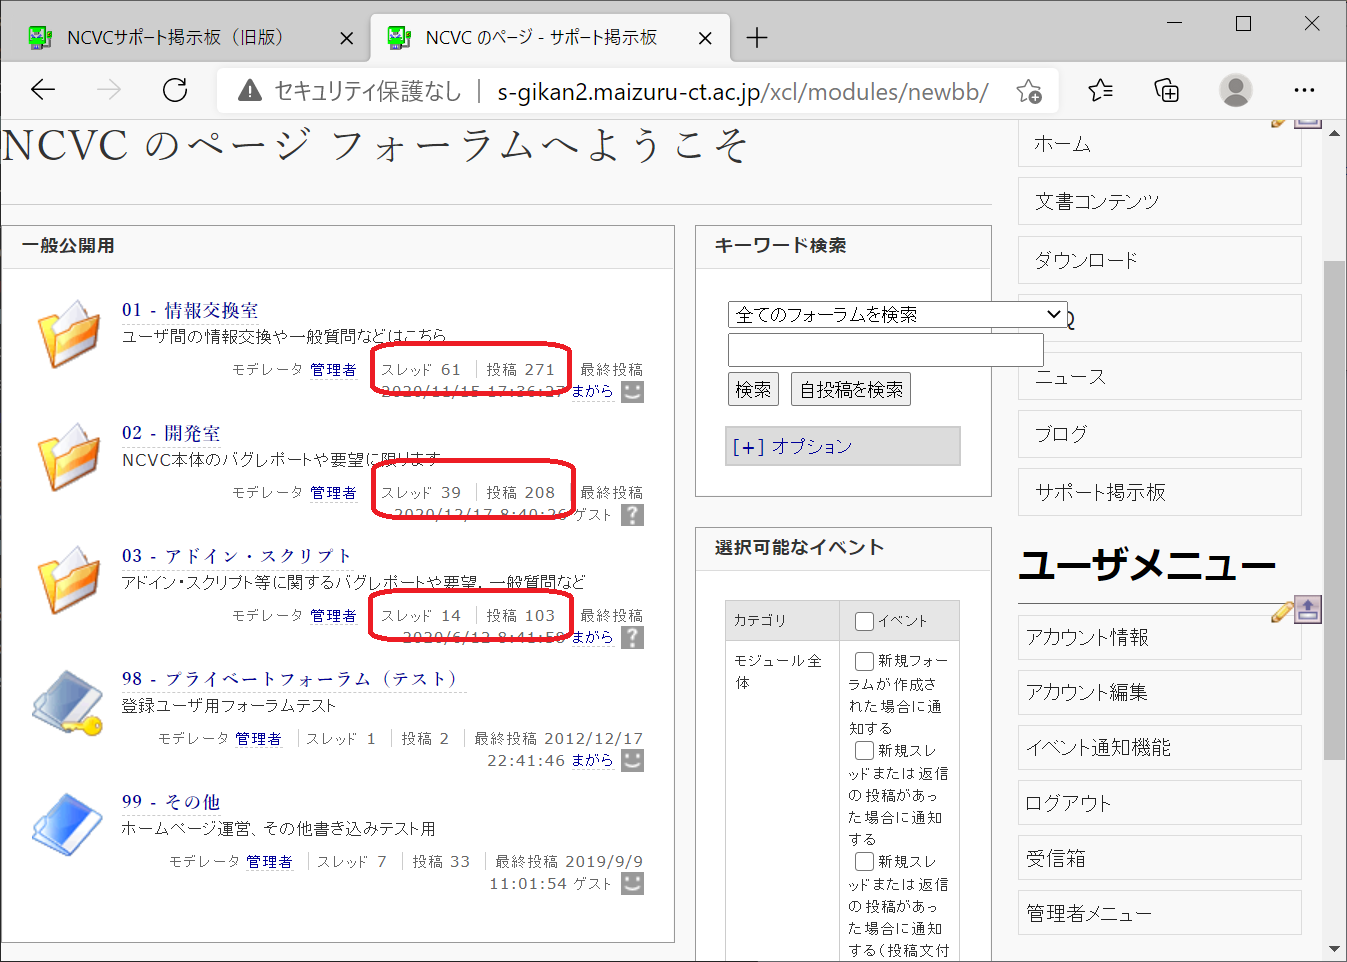 NCVCサポート掲示板（旧版）
NCVC のページ - サポート掲示板
セキュリティ保護なし
s-gikan2.maizuru-ct.ac.jp/xcl/modules/newbb/
NCVC のページ フォーラムへようこそ
一般公開用
01 - 情報交換室
ユーザ間の情報交換や一般質問などはこちら
モデレータ 管理者 スレッド 61 投稿 271 最終投稿
2020/11/15 17:36:27 まがら
02 - 開発室
NCVC本体のバグレポートや要望に限ります
モデレータ 管理者 スレッド 39 投稿 208 最終投稿
2020/12/17 8:40:26 ゲスト
03 - アドイン・スクリプト
アドイン・スクリプト等に関するバグレポートや要望，一般質問など
モデレータ 管理者 スレッド 14 投稿 103 最終投稿
2020/6/12 8:41:58 まがら
98 - プライベートフォーラム（テスト）
登録ユーザ用フォーラムテスト
モデレータ 管理者 スレッド 1 投稿 2 最終投稿 2012/12/17
22:41:46 まがら
99 - その他
ホームページ運営、その他書き込みテスト用
モデレータ 管理者 スレッド 7 投稿 33 最終投稿 2019/9/9
11:01:54 ゲスト
キーワード検索
全てのフォーラムを検索
検索 自投稿を検索
[+] オプション
選択可能なイベント
カテゴリ イベント
モジュール全
体
新規フォー
ラムが作成さ
れた場合に通
知する
新規スレ
ッドまたは返信
の投稿があっ
た場合に通知
する
新規スレ
ッドまたは返信
の投稿があっ
た場合に通知
する（投稿文付
ホーム
文書コンテンツ
ダウンロード
Q
ニュース
ブログ
サポート掲示板
ユーザメニュー
アカウント情報
アカウント編集
イベント通知機能
ログアウト
受信箱
管理者メニュー